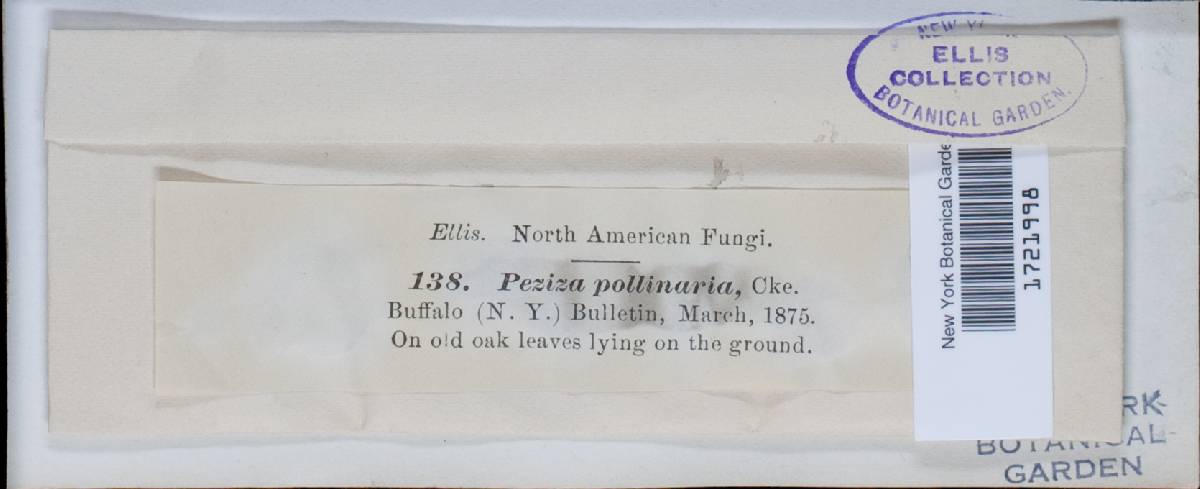 NEW
ELLIS
COLLECTION
BOTANICAL GARDEN.
Ellis. North American Fungi.
138. Peziza pollinaria, Cke.
Buffalo (N. Y.) Bulletin, March, 1875.
On old oak leaves lying on the ground.
New York Botanical Garde
1721998
RK
BOTANICAL
GARDEN